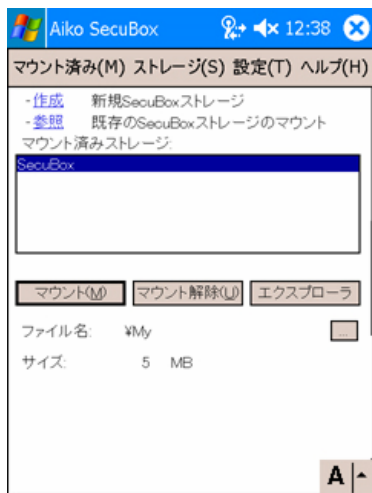 Aiko SecuBox 12:38
マウント済み(M) ストレージ(S) 設定(T) ヘルプ(H)
-作成 新規SecuBoxストレージ
-参照 既存のSecuBoxストレージのマウント
マウント済みストレージ:
SecuBox
マウント(M) マウント解除(U) エクスプローラ
ファイル名: ¥My ...
サイズ: 5 MB
A